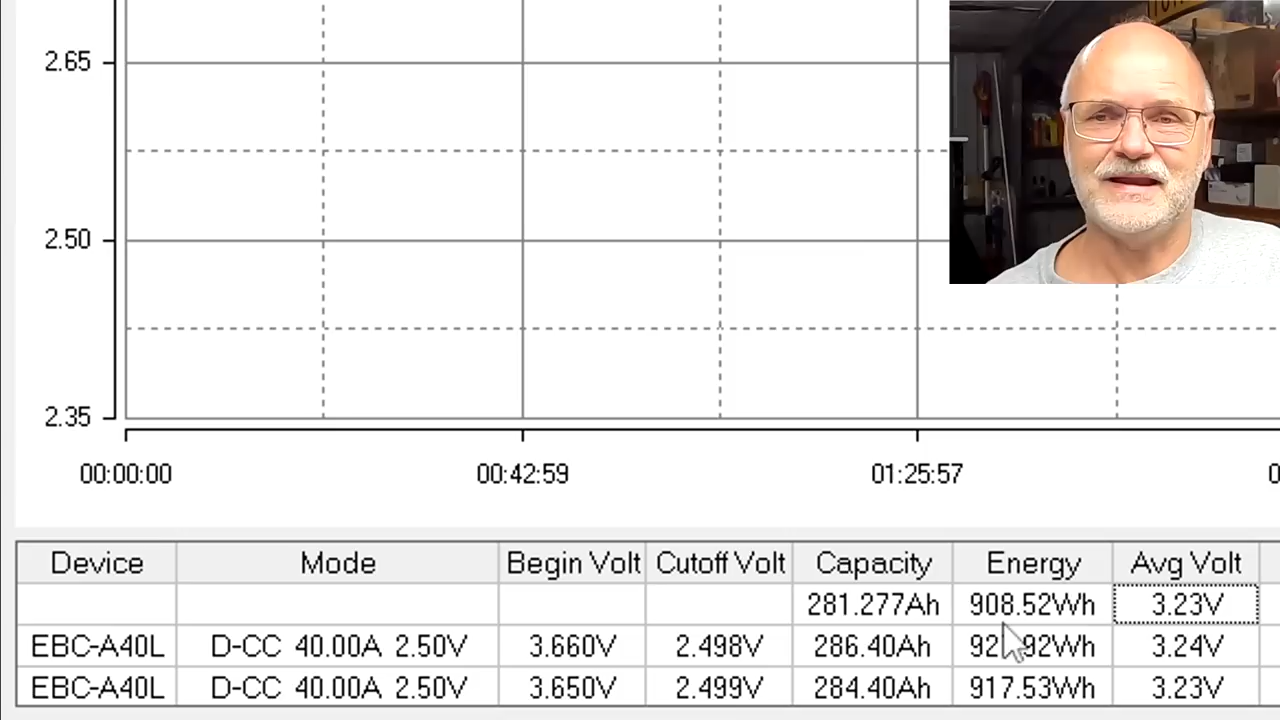 2.65
2.50
2.35
00:00:00 00:42:59 01:25:57 0
Device Mode Begin Volt Cutoff Volt Capacity Energy Avg Volt
281.277Ah 908.52Wh 3.23V
EBC-A40L D-CC 40.00A 2.50V 3.660V 2.498V 286.40Ah 3.24V
EBC-A40L D-CC 40.00A 2.50V 3.650V 2.499V 284.40Ah 917.53Wh 3.23V